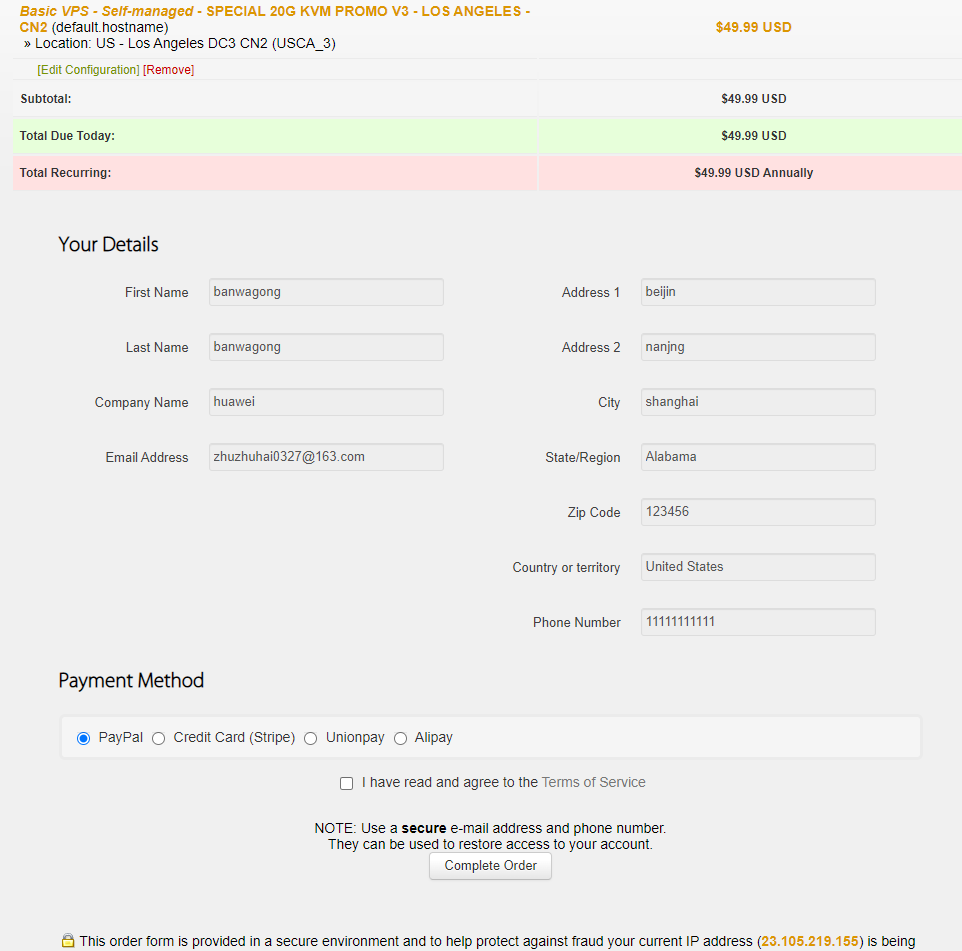 Basic VPS - Self-managed - SPECIAL 20G KVM PROMO V3 - LOS ANGELES -
CN2 (default.hostname)
$49.99 USD
» Location: US - Los Angeles DC3 CN2 (USCA_3)
[Edit Configuration] [Remove]
Subtotal: $49.99 USD
Total Due Today: $49.99 USD
Total Recurring: $49.99 USD Annually
Your Details
First Name banwagong
Last Name banwagong
Company Name huawei
Email Address zhuzhuhai0327@163.com
Address 1 beijin
Address 2 nanjng
City shanghai
State/Region Alabama
Zip Code 123456
Country or territory United States
Phone Number 11111111111
Payment Method
PayPal Credit Card (Stripe) Unionpay Alipay
I have read and agree to the Terms of Service
NOTE: Use a secure e-mail address and phone number.
They can be used to restore access to your account.
Complete Order
This order form is provided in a secure environment and to help protect against fraud your current IP address (23.105.219.155) is being